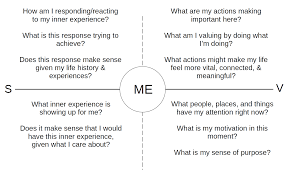 How am I responding/reacting
to my inner experience?
What is this response trying to
achieve?
Does this response make sense
given my life history &
experiences?
What are my actions making
important here?
What am I valuing by doing what
I'm doing?
What actions might make my life
feel more vital, connected, &
meaningful?
S
ME
V
What inner experience is
showing up for me?
Does it make sense that I would
have this inner experience,
given what I care about?
What people, places, and things
have my attention right now?
What is my motivation in this
moment?
What is my sense of purpose?